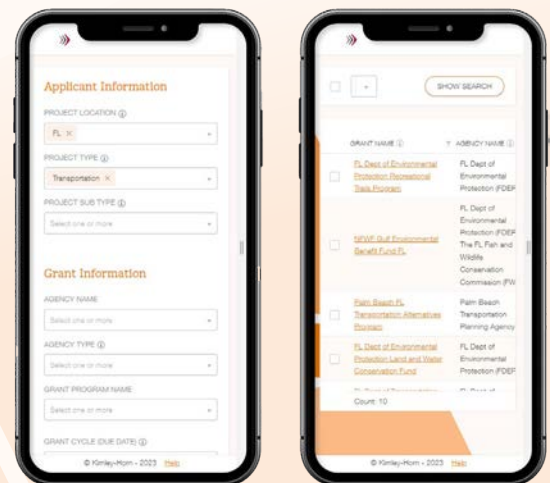 Applicant Information
PROJECT LOCATION
FL ×
PROJECT TYPE
Transportation ×
PROJECT SUB TYPE
Select one or more
Grant Information
AGENCY NAME
Select one or more
AGENCY TYPE
Select one or more
GRANT PROGRAM NAME
Select one or more
GRANT CYCLE (DUE DATE)
© Kimley-Horn - 2023 Help
SHOW SEARCH
GRANT NAME AGENCY NAME
FL Dept of Environmental
Protection Recreational
Trails Program
FL Dept of
Environmental
Protection (FDEP
NFWF Gulf Environmental
Benefit Fund FL
FL Dept of
Environmental
Protection (FDEP
The FL Fish and
Wildlife
Conservation
Commission (FW
Palm Beach FL
Transportation Alternatives
Program
Palm Beach
Transportation
Planning Agency
FL Dept of Environmental
Protection Land and Water
Conservation Fund
FL Dept of
Environmental
Protection (FDEP
Count: 10
© Kimley-Horn - 2023 Help